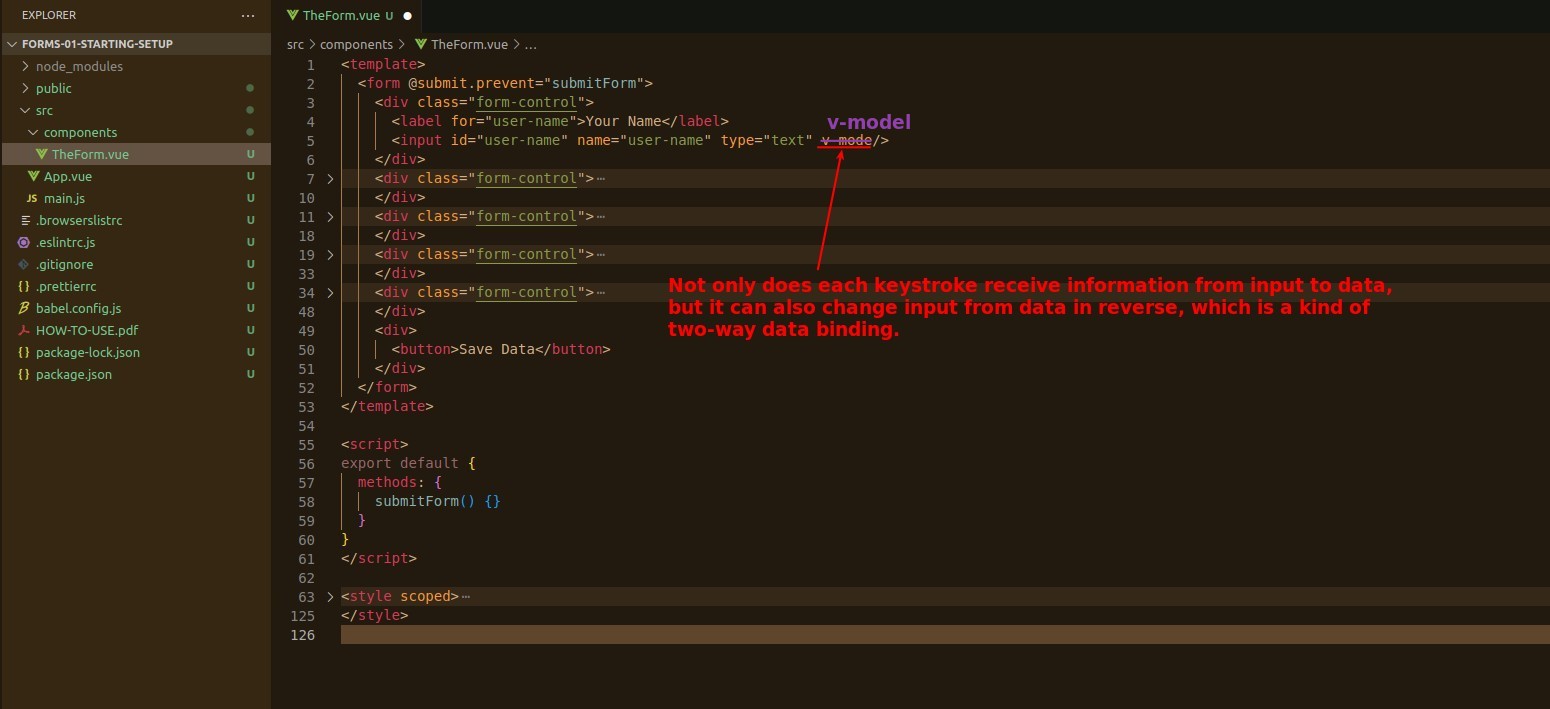 EXPLORER ...
TheForm.vue U
FORMS-01-STARTING-SETUP
src > components > TheForm.vue > ...
node_modules
public
src
components
TheForm.vue U
App.vue U
JS main.js U
.browserslistrc U
.eslintrc.js U
.gitignore U
{} .prettierrc U
babel.config.js U
HOW-TO-USE.pdf U
{} package-lock.json U
{} package.json U
1 <template>
2 <form @submit.prevent="submitForm">
3 <div class="form-control">
v-model
4 <label for="user-name">Your Name</label>
5 <input id="user-name" name="user-name" type="text" v-mode/>
6 </div>
7 > <div class="form-control">...
10 </div>
11 > <div class="form-control">...
18 </div>
19 > <div class="form-control">...
33 </div>
34 > <div class="form-control">...
48 </div>
49 <div>
50 <button>Save Data</button>
51 </div>
52 </form>
53 </template>
54
55 <script>
56 export default {
57 methods: {
58 submitForm() {}
59 }
60 }
61 </script>
62
63 > <style scoped>...
125 </style>
126
Not only does each keystroke receive information from input to data,
but it can also change input from data in reverse, which is a kind of
two-way data binding.